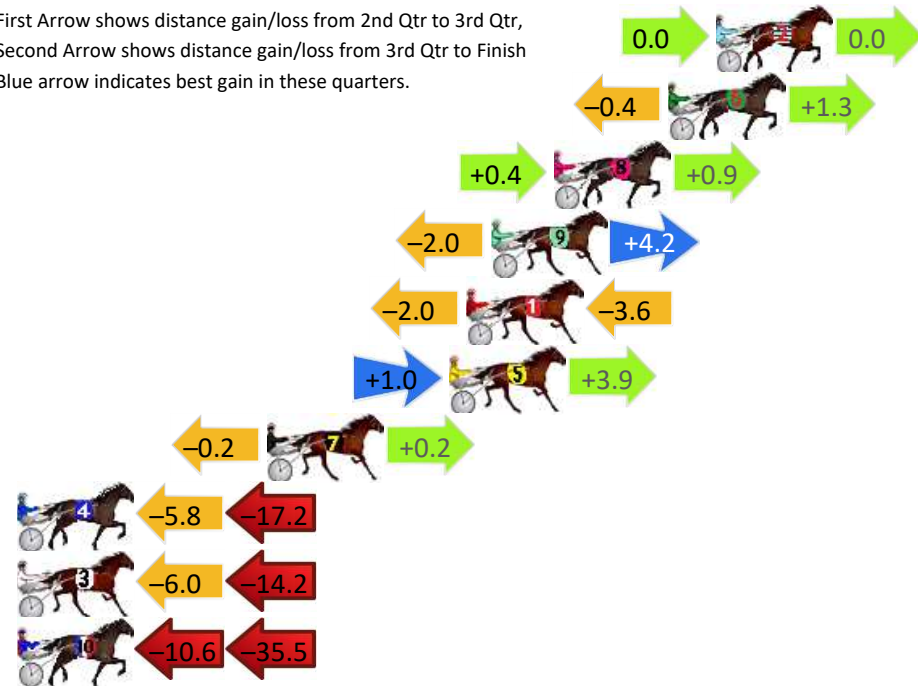 First Arrow shows distance gain/loss from 2nd Qtr to 3rd Qtr,
Second Arrow shows distance gain/loss from 3rd Qtr to Finish
Blue arrow indicates best gain in these quarters.
0.0 2 0.0
–0.4 6 +1.3
+0.4 8 +0.9
–2.0 9 +4.2
–2.0 1 –3.6
+1.0 5 +3.9
–0.2 7 +0.2
4 –5.8 –17.2
3 –6.0 –14.2
10 –10.6 –35.5